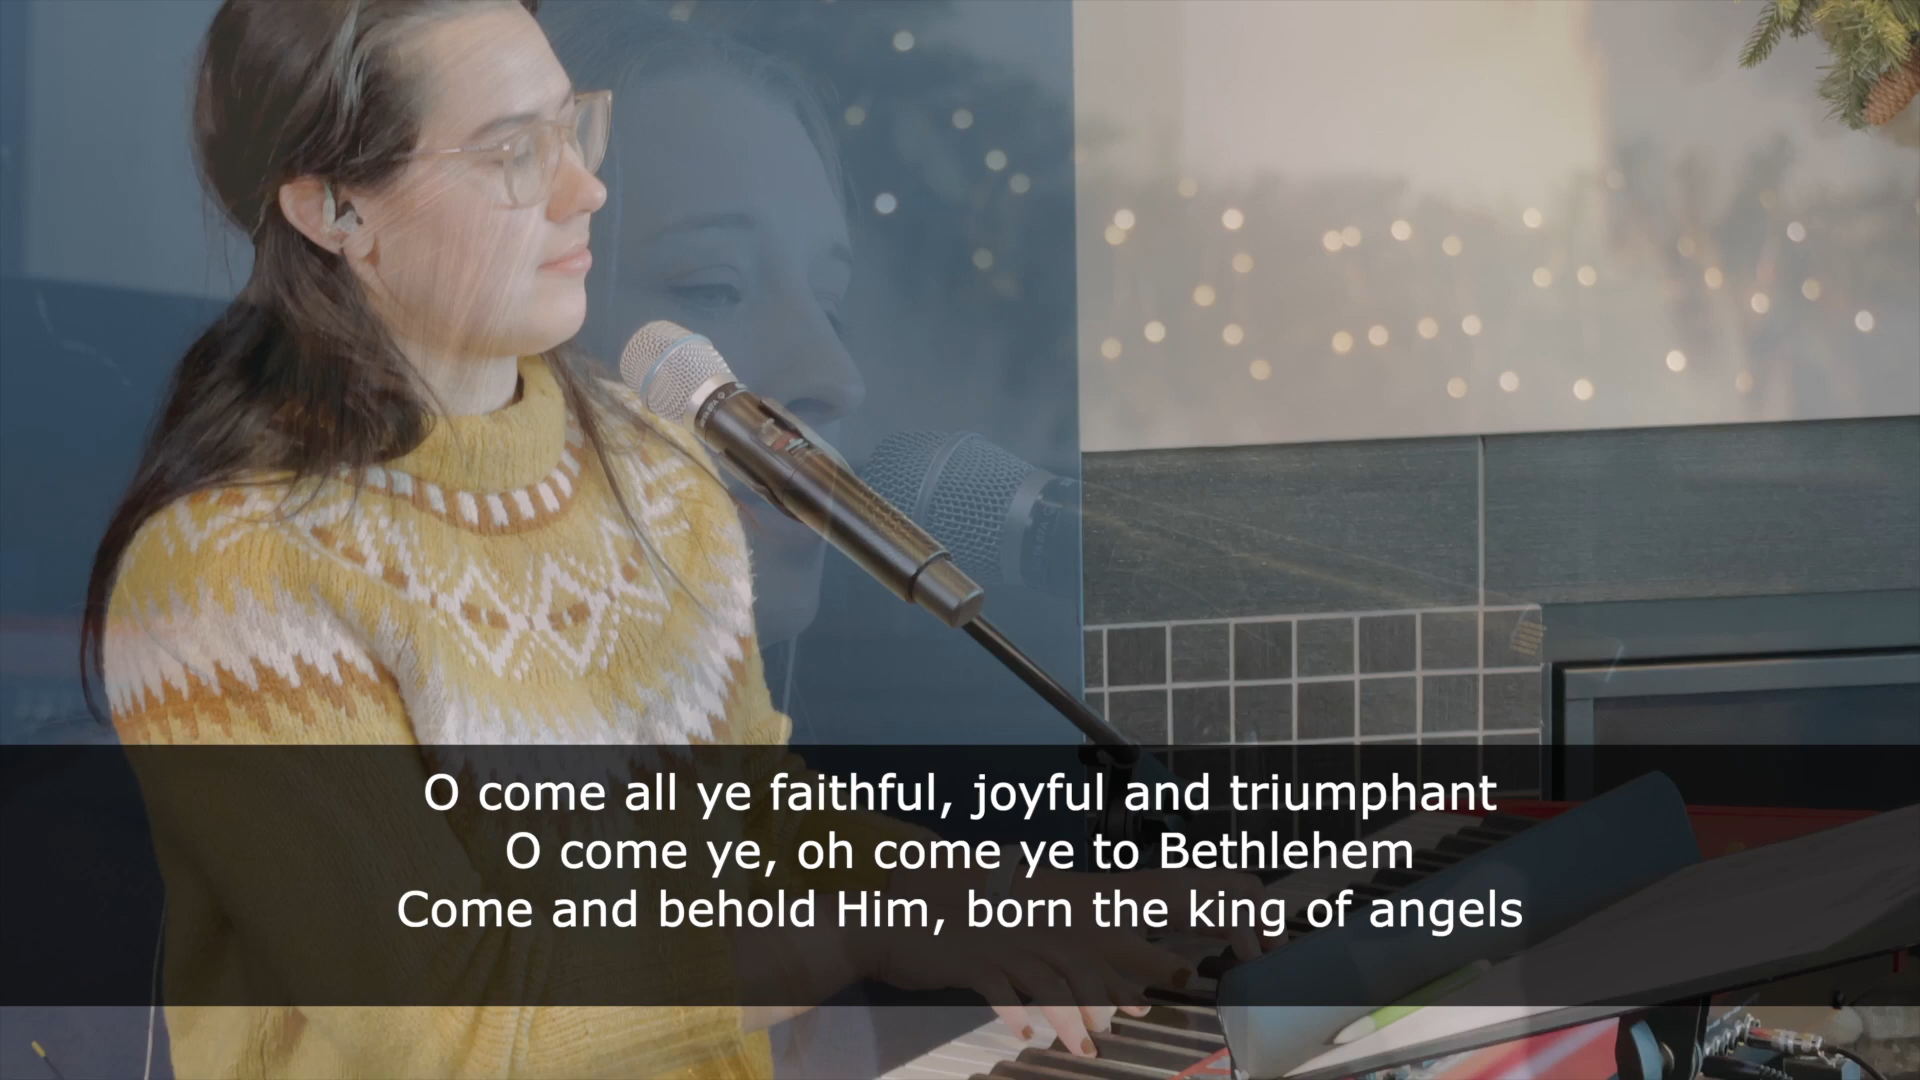 O come all ye faithful, joyful and triumphant
O come ye, oh come ye to Bethlehem
Come and behold Him, born the king of angels